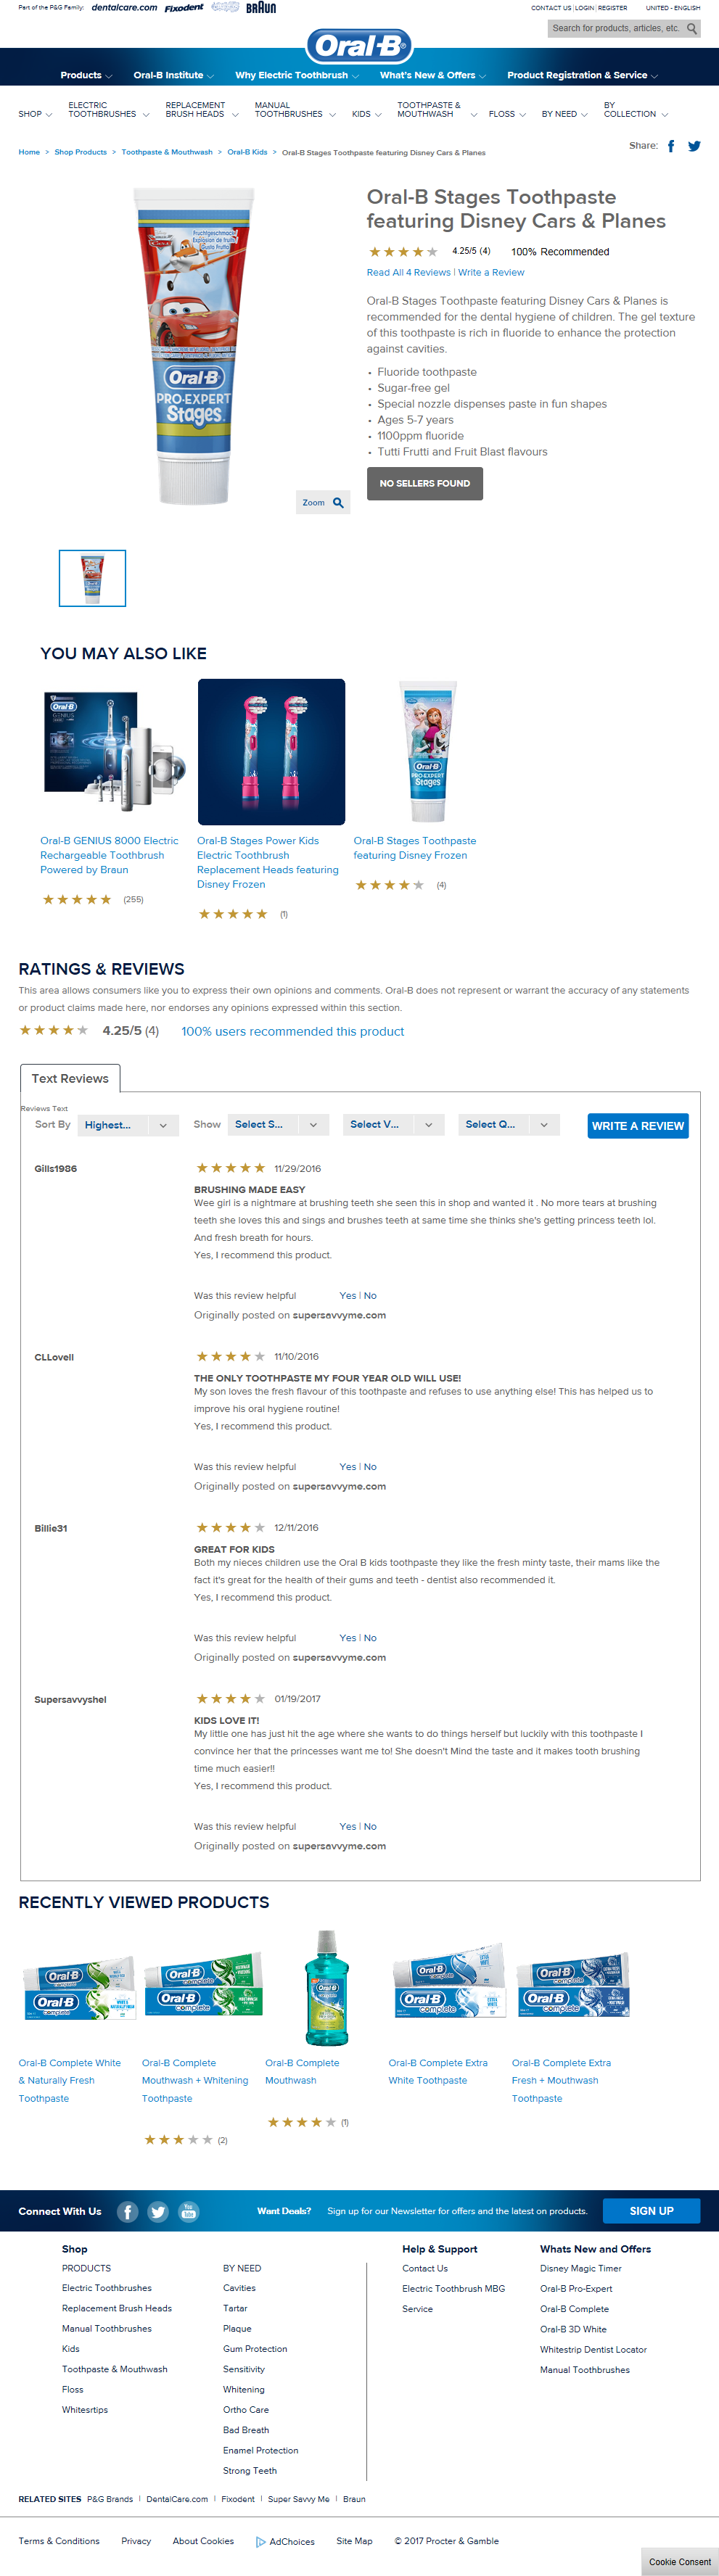 Part of the P&G Family: dentalcare.com Fixodent BRAUN
CONTACT US | LOGIN | REGISTER UNITED - ENGLISH
Search for products, articles, etc.
Oral-B
Products Oral-B Institute Why Electric Toothbrush What's New & Offers Product Registration & Service
SHOP ELECTRIC TOOTHBRUSHES REPLACEMENT BRUSH HEADS MANUAL TOOTHBRUSHES KIDS TOOTHPASTE & MOUTHWASH FLOSS BY NEED BY COLLECTION
Home > Shop Products > Toothpaste & Mouthwash > Oral-B Kids > Oral-B Stages Toothpaste featuring Disney Cars & Planes
Share:
Fruchtgeschmack
Explosion de fruits
Gusto Frutta
Oral-B
PRO-EXPERT
Stages
Zoom
Oral-B Stages Toothpaste
featuring Disney Cars & Planes
4.25/5 (4) 100% Recommended
Read All 4 Reviews | Write a Review
Oral-B Stages Toothpaste featuring Disney Cars & Planes is
recommended for the dental hygiene of children. The gel texture
of this toothpaste is rich in fluoride to enhance the protection
against cavities.
• Fluoride toothpaste
• Sugar-free gel
• Special nozzle dispenses paste in fun shapes
• Ages 5-7 years
• 1100ppm fluoride
• Tutti Frutti and Fruit Blast flavours
NO SELLERS FOUND
YOU MAY ALSO LIKE
Oral-B
GENIUS
Oral-B
PRO-EXPERT
Stages
Oral-B GENIUS 8000 Electric
Rechargeable Toothbrush
Powered by Braun
(255)
Oral-B Stages Power Kids
Electric Toothbrush
Replacement Heads featuring
Disney Frozen
(1)
Oral-B Stages Toothpaste
featuring Disney Frozen
(4)
RATINGS & REVIEWS
This area allows consumers like you to express their own opinions and comments. Oral-B does not represent or warrant the accuracy of any statements
or product claims made here, nor endorses any opinions expressed within this section.
4.25/5 (4) 100% users recommended this product
Text Reviews
Reviews Text
Sort By Highest... Show Select S... Select V... Select Q... WRITE A REVIEW
Gills1986 11/29/2016
BRUSHING MADE EASY
Wee girl is a nightmare at brushing teeth she seen this in shop and wanted it . No more tears at brushing
teeth she loves this and sings and brushes teeth at same time she thinks she's getting princess teeth lol.
And fresh breath for hours.
Yes, I recommend this product.
Was this review helpful Yes | No
Originally posted on supersavvyme.com
CLLovell 11/10/2016
THE ONLY TOOTHPASTE MY FOUR YEAR OLD WILL USE!
My son loves the fresh flavour of this toothpaste and refuses to use anything else! This has helped us to
improve his oral hygiene routine!
Yes, I recommend this product.
Was this review helpful Yes | No
Originally posted on supersavvyme.com
Billie31 12/11/2016
GREAT FOR KIDS
Both my nieces children use the Oral B kids toothpaste they like the fresh minty taste, their mams like the
fact it's great for the health of their gums and teeth - dentist also recommended it.
Yes, I recommend this product.
Was this review helpful Yes | No
Originally posted on supersavvyme.com
Supersavvyshel 01/19/2017
KIDS LOVE IT!
My little one has just hit the age where she wants to do things herself but luckily with this toothpaste I
convince her that the princesses want me to! She doesn't Mind the taste and it makes tooth brushing
time much easier!!
Yes, I recommend this product.
Was this review helpful Yes | No
Originally posted on supersavvyme.com
RECENTLY VIEWED PRODUCTS
Oral-B complete
Oral-B complete
Oral-B
Oral-B complete
Oral-B complete
Oral-B Complete White
& Naturally Fresh
Toothpaste
Oral-B Complete
Mouthwash + Whitening
Toothpaste
(2)
Oral-B Complete
Mouthwash
(1)
Oral-B Complete Extra
White Toothpaste
Oral-B Complete Extra
Fresh + Mouthwash
Toothpaste
Connect With Us You Tube Want Deals? Sign up for our Newsletter for offers and the latest on products. SIGN UP
Shop
PRODUCTS
Electric Toothbrushes
Replacement Brush Heads
Manual Toothbrushes
Kids
Toothpaste & Mouthwash
Floss
Whitesrtips
BY NEED
Cavities
Tartar
Plaque
Gum Protection
Sensitivity
Whitening
Ortho Care
Bad Breath
Enamel Protection
Strong Teeth
Help & Support
Contact Us
Electric Toothbrush MBG
Service
Whats New and Offers
Disney Magic Timer
Oral-B Pro-Expert
Oral-B Complete
Oral-B 3D White
Whitestrip Dentist Locator
Manual Toothbrushes
RELATED SITES P&G Brands | DentalCare.com | Fixodent | Super Savvy Me | Braun
Terms & Conditions Privacy About Cookies AdChoices Site Map © 2017 Procter & Gamble
Cookie Consent